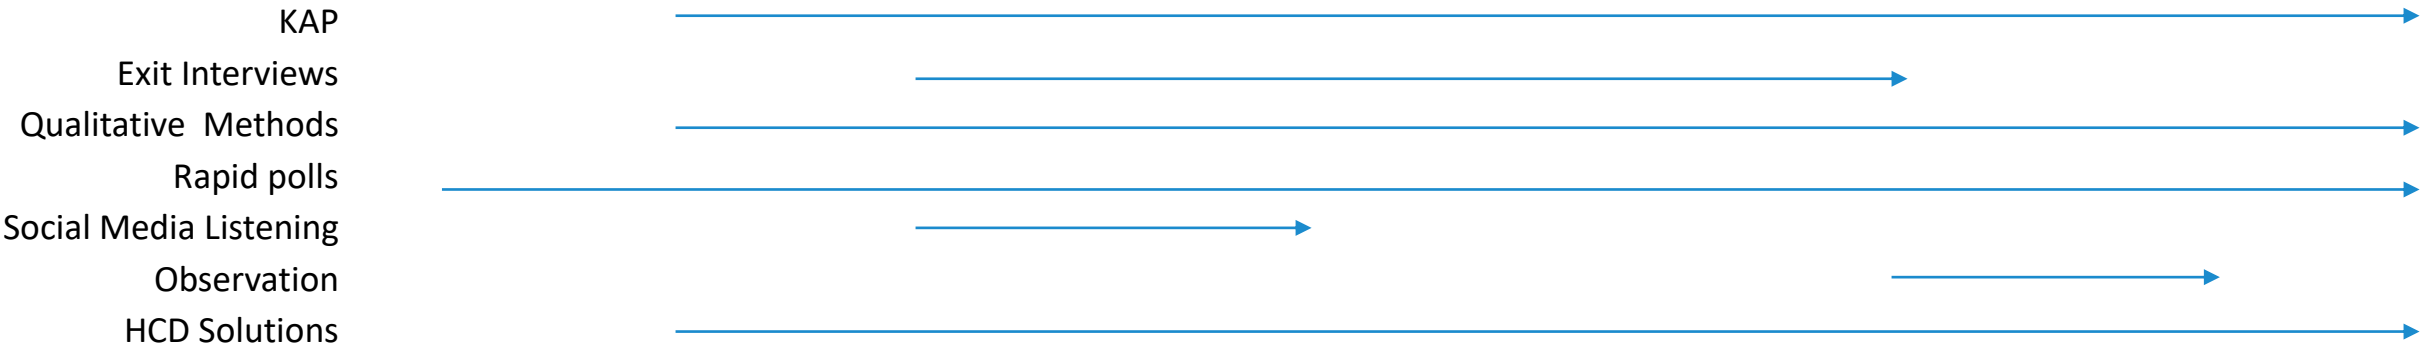 KAP
Exit Interviews
Qualitative  Methods
Rapid polls
Social Media Listening
Observation
HCD Solutions